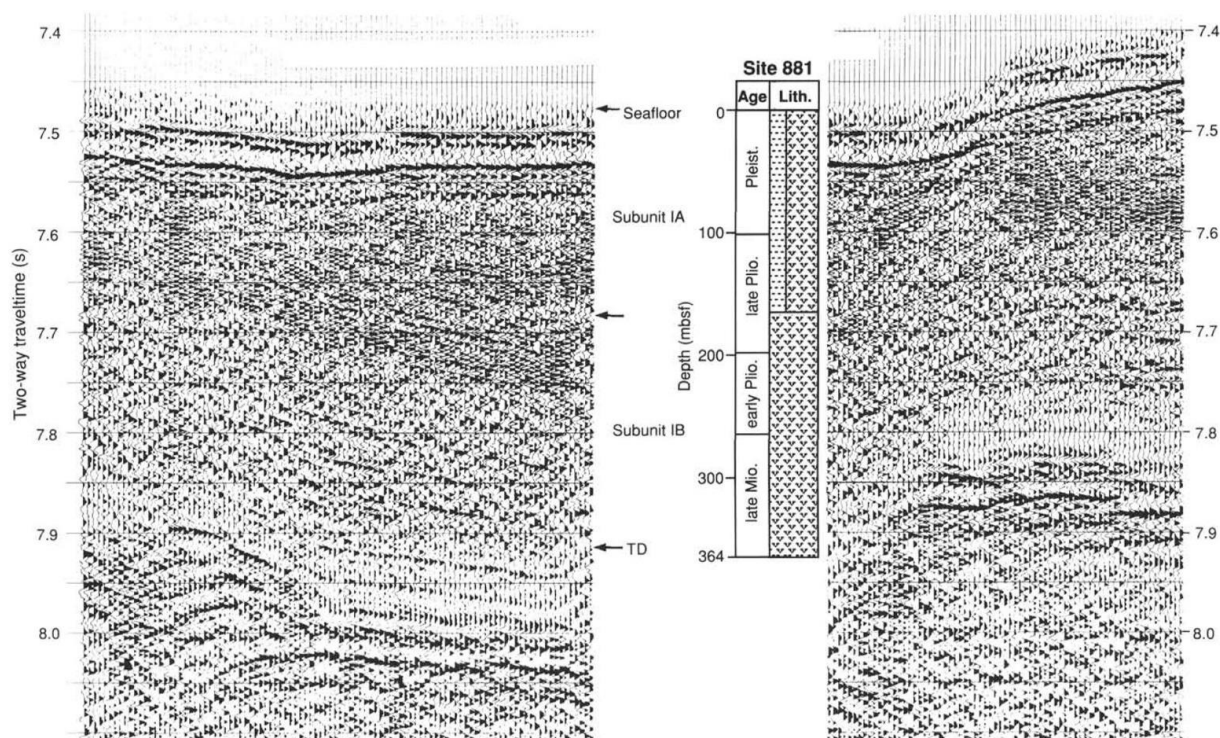 7.4
7.5
7.6
7.7
7.8
7.9
8.0
Two-way traveltime (s)
Seafloor
Subunit IA
Subunit IB
TD
Site 881
Age Lith.
0
100
200
300
364
Depth (mbsf)
Pleist.
late Plio.
early Plio.
late Mio.
7.4
7.5
7.6
7.7
7.8
7.9
8.0